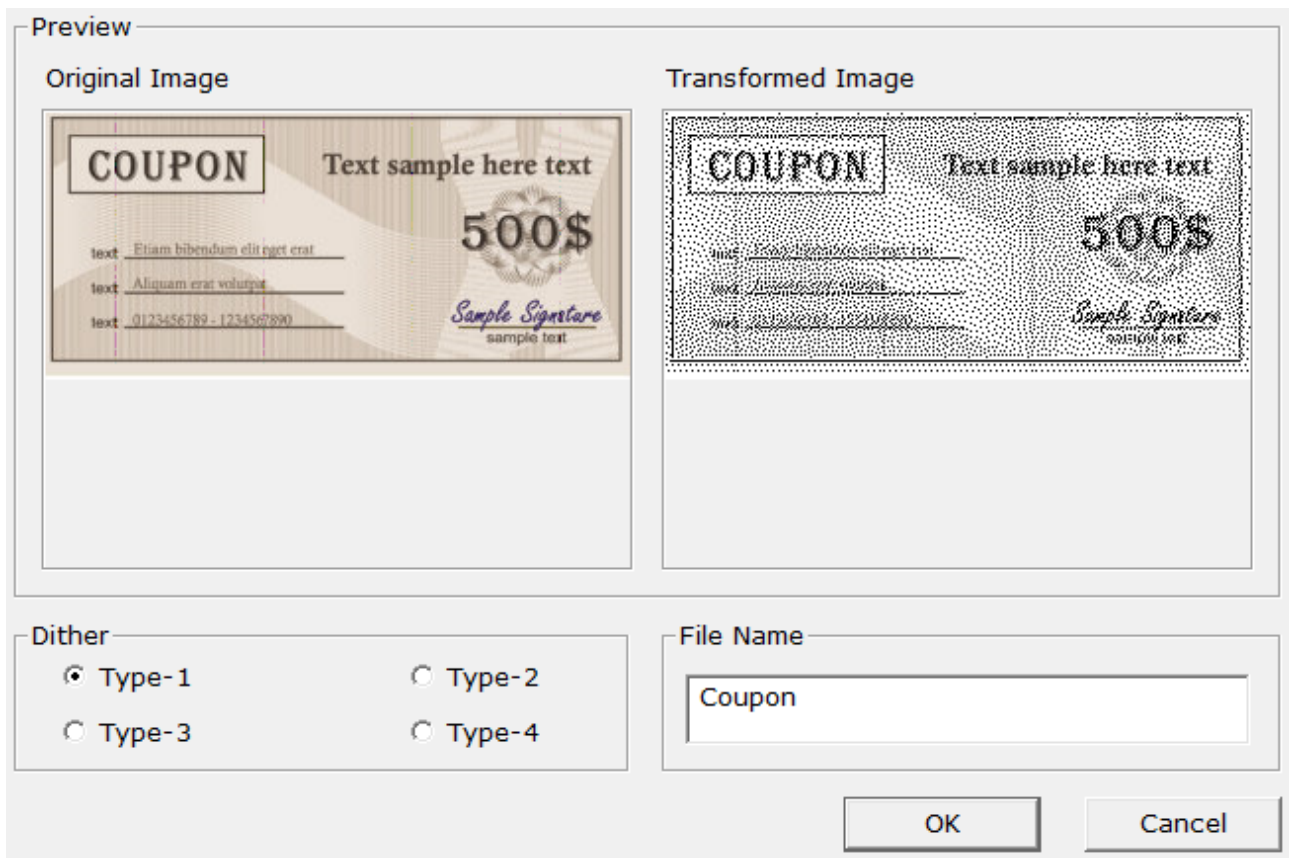 Preview
Original Image
Transformed Image
COUPON
Text sample here text
500$
text Etiam bibendum elit eget erat
text Aliquam erat volutpat
text 0123456789 - 1234567890
Sample Signature
sample text
COUPON
Text sample here text
500$
Sample Signature
sample text
Dither
Type-1
Type-2
Type-3
Type-4
File Name
Coupon
OK
Cancel